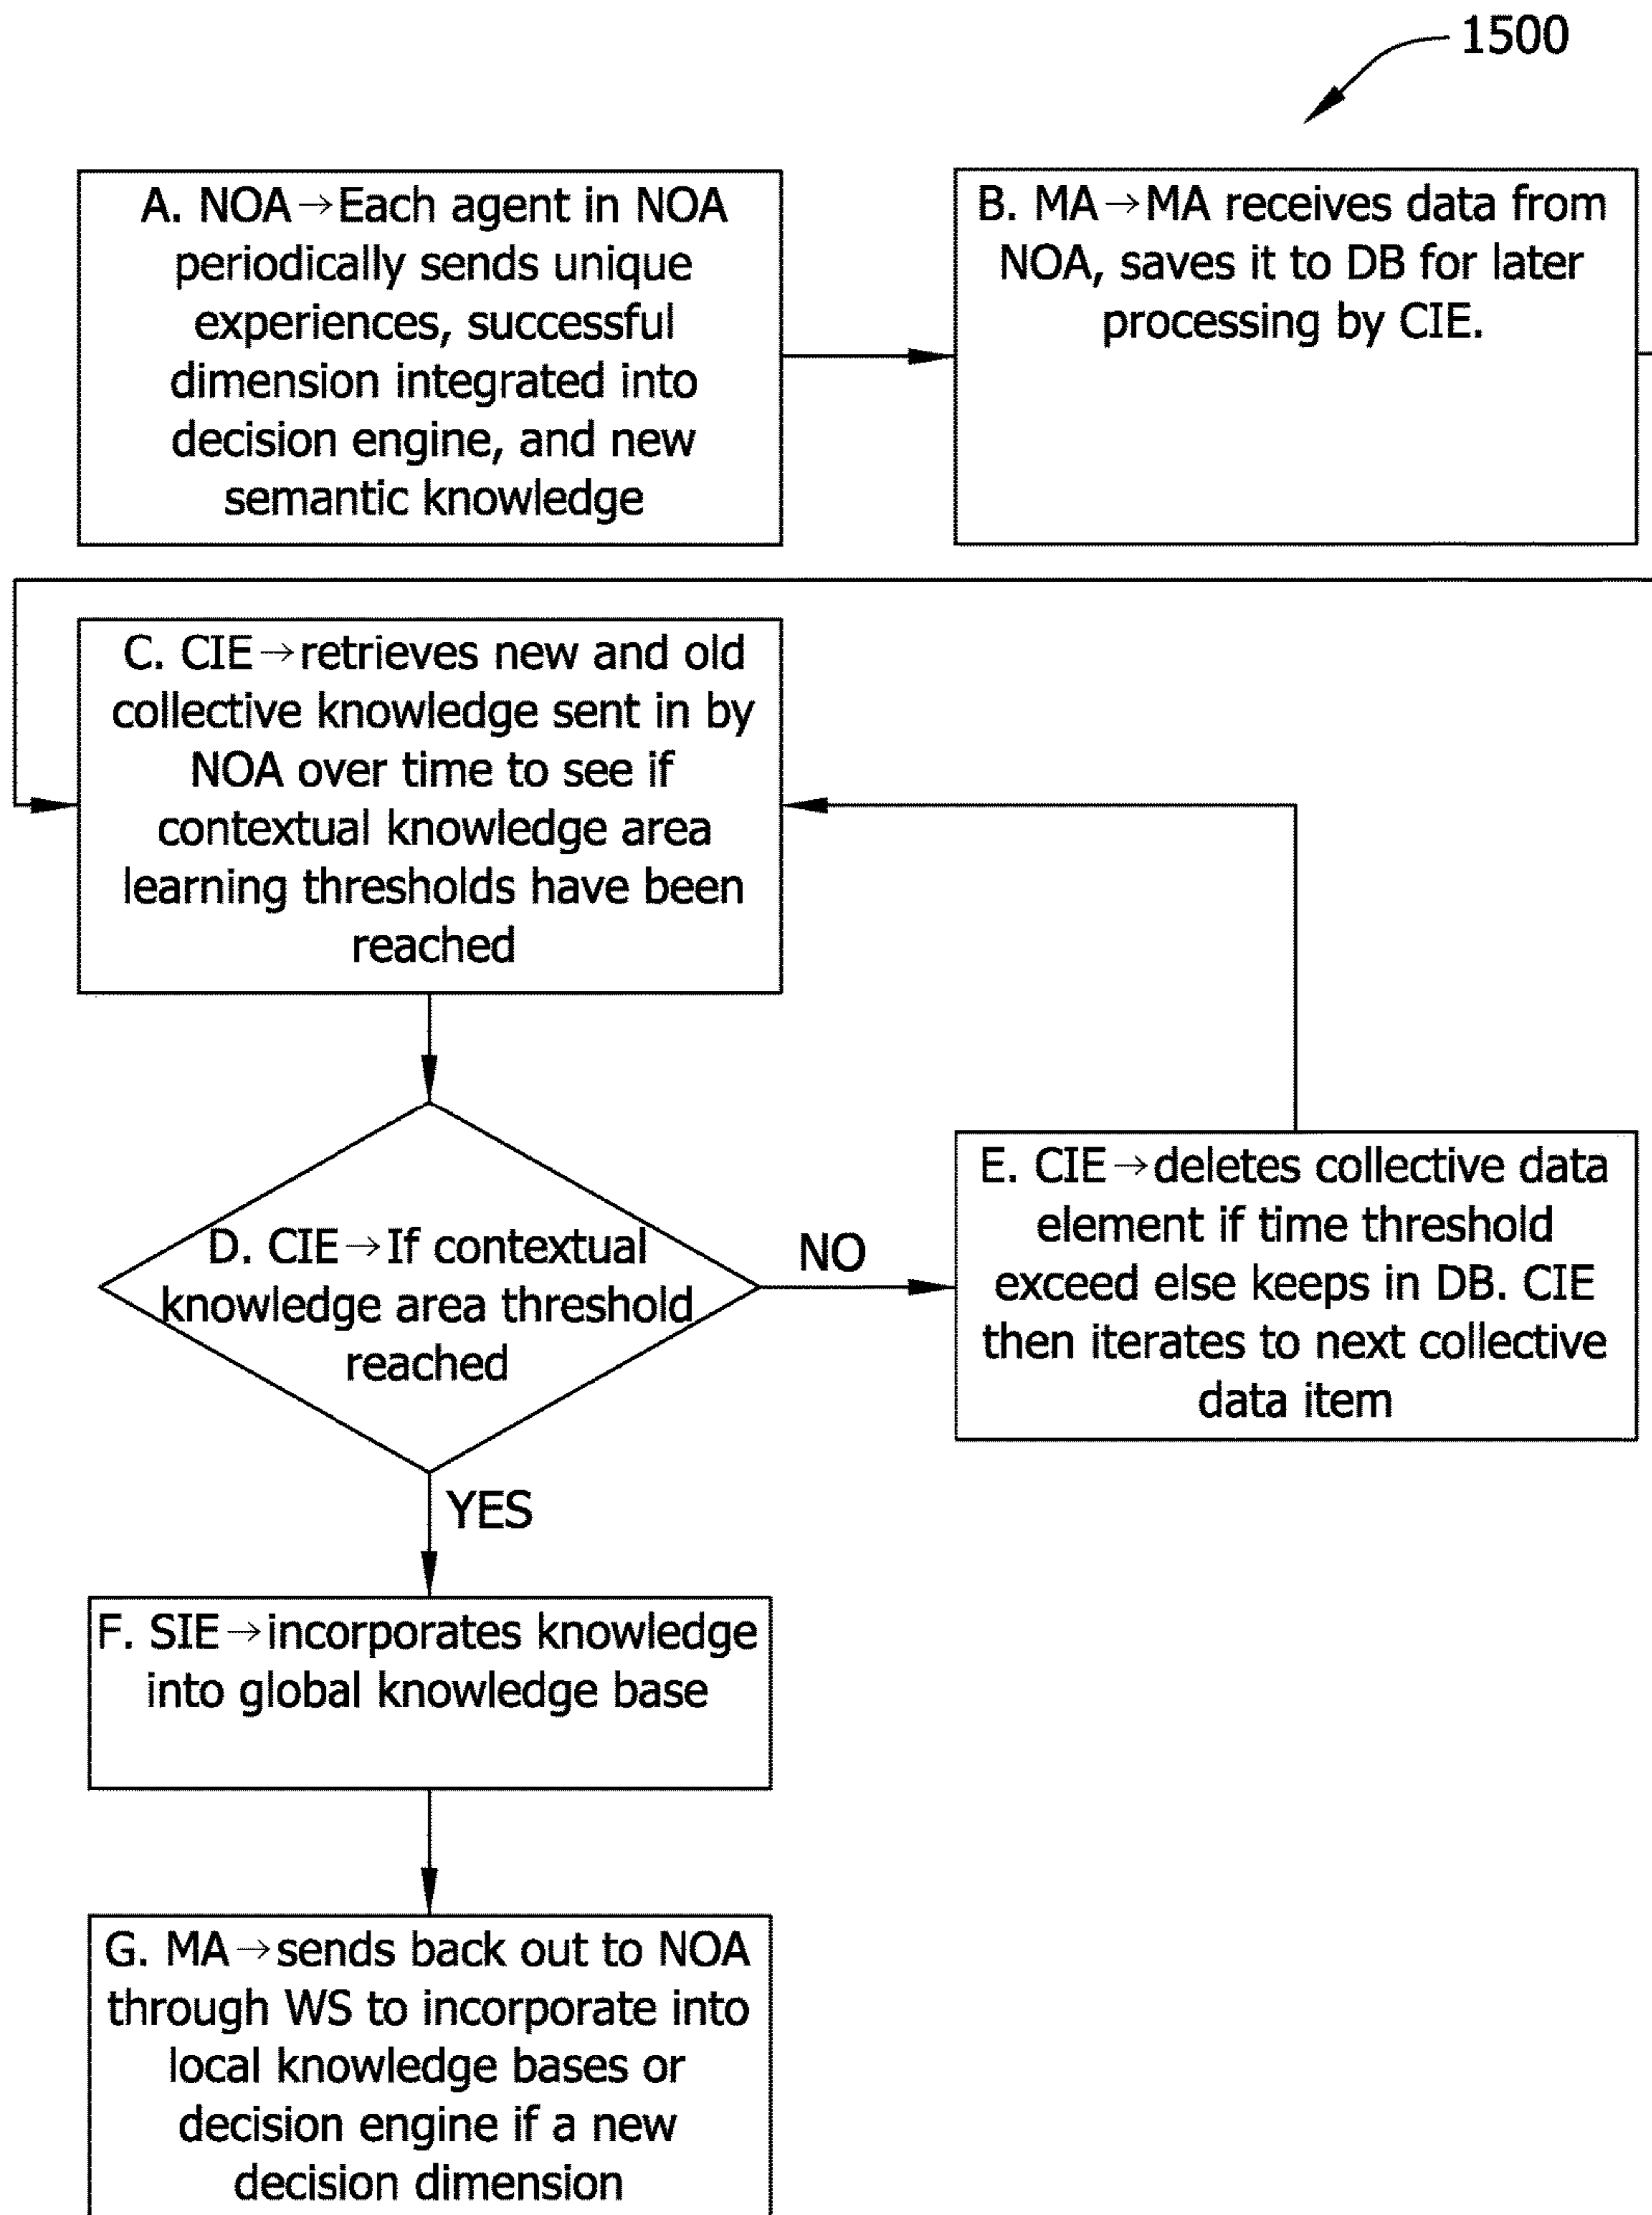 1500
A. NOA→Each agent in NOA
periodically sends unique
experiences, successful
dimension integrated into
decision engine, and new
semantic knowledge
B. MA→MA receives data from
NOA, saves it to DB for later
processing by CIE.
C. CIE→retrieves new and old
collective knowledge sent in by
NOA over time to see if
contextual knowledge area
learning thresholds have been
reached
D. CIE→If contextual
knowledge area threshold
reached
NO
E. CIE→deletes collective data
element if time threshold
exceed else keeps in DB. CIE
then iterates to next collective
data item
YES
F. SIE→incorporates knowledge
into global knowledge base
G. MA→sends back out to NOA
through WS to incorporate into
local knowledge bases or
decision engine if a new
decision dimension